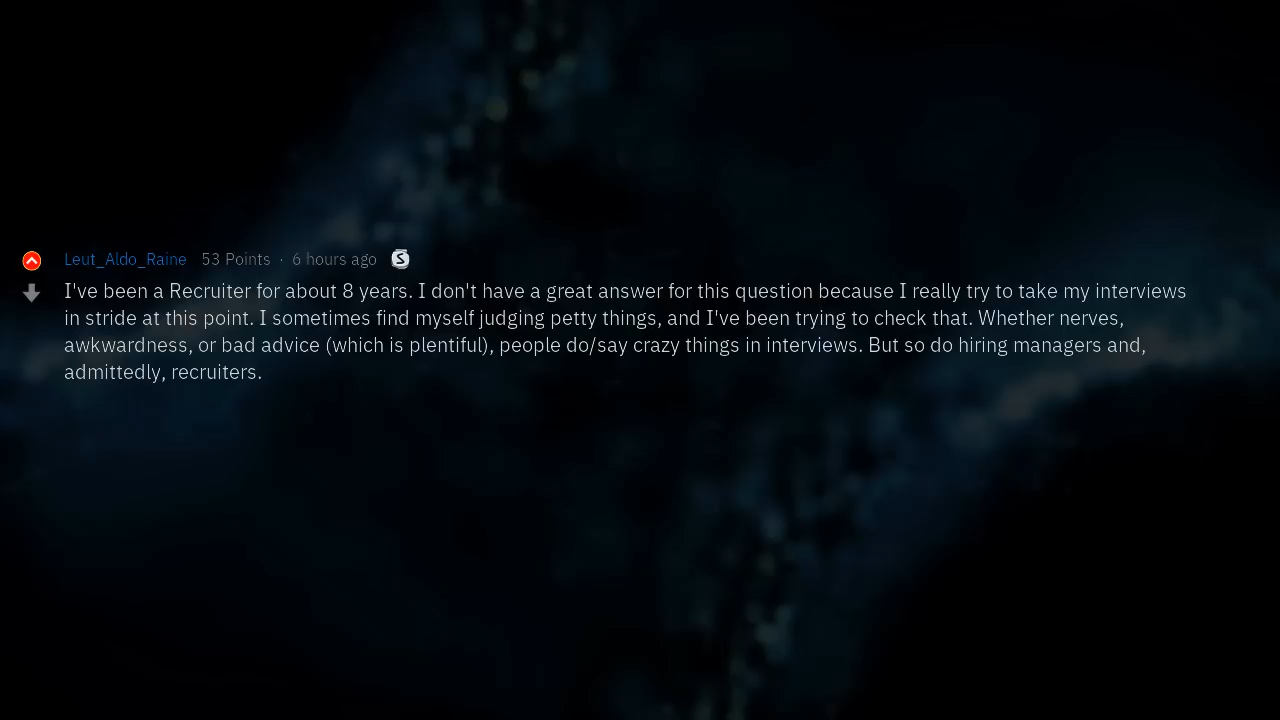 Leut_Aldo_Raine 53 Points · 6 hours ago S
I've been a Recruiter for about 8 years. I don't have a great answer for this question because I really try to take my interviews
in stride at this point. I sometimes find myself judging petty things, and I've been trying to check that. Whether nerves,
awkwardness, or bad advice (which is plentiful), people do/say crazy things in interviews. But so do hiring managers and,
admittedly, recruiters.